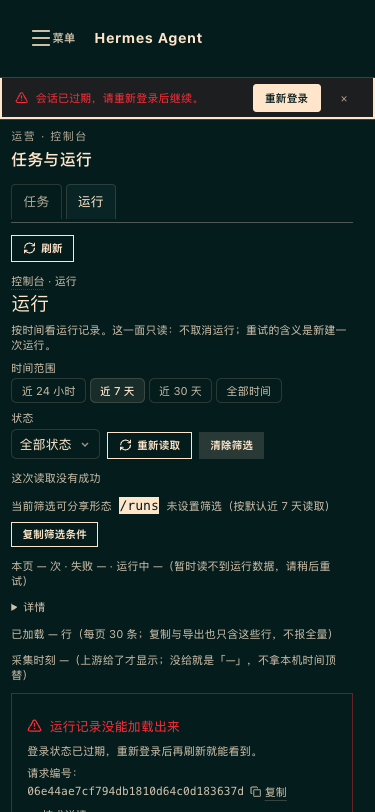 菜单
Hermes Agent
会话已过期，请重新登录后继续。
重新登录
×
运营 · 控制台
任务与运行
任务
运行
刷新
控制台 · 运行
运行
按时间看运行记录。这一面只读：不取消运行；重试的含义是新建一
次运行。
时间范围
近 24 小时
近 7 天
近 30 天
全部时间
状态
全部状态
重新读取
清除筛选
这次读取没有成功
当前筛选可分享形态 /runs 未设置筛选（按默认近 7 天读取）
复制筛选条件
本页 — 次 · 失败 — · 运行中 —（暂时读不到运行数据，请稍后重
试）
▶ 详情
已加载 — 行（每页 30 条；复制与导出也只含这些行，不报全量）
采集时刻 —（上游给了才显示；没给就是「—」，不拿本机时间顶
替）
运行记录没能加载出来
登录状态已过期，重新登录后再刷新就能看到。
请求编号：
06e44ae7cf794db1810d64c0d183637d 复制